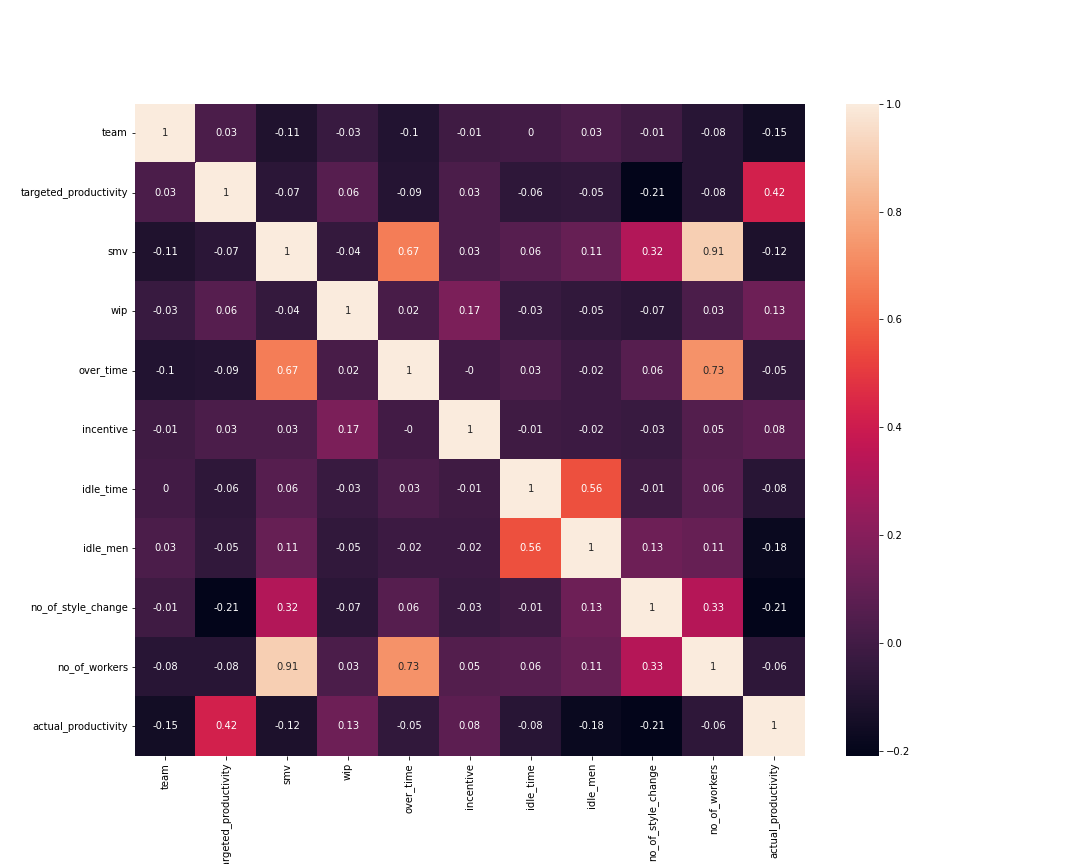 1.0
team 1 0.03 -0.11 -0.03 -0.1 -0.01 0 0.03 -0.01 -0.08 -0.15
targeted_productivity 0.03 1 -0.07 0.06 -0.09 0.03 -0.06 -0.05 -0.21 -0.08 0.42
0.8
smv -0.11 -0.07 1 -0.04 0.67 0.03 0.06 0.11 0.32 0.91 -0.12
wip -0.03 0.06 -0.04 1 0.02 0.17 -0.03 -0.05 -0.07 0.03 0.13
0.6
over_time -0.1 -0.09 0.67 0.02 1 -0 0.03 -0.02 0.06 0.73 -0.05
0.4
incentive -0.01 0.03 0.03 0.17 -0 1 -0.01 -0.02 -0.03 0.05 0.08
idle_time 0 -0.06 0.06 -0.03 0.03 -0.01 1 0.56 -0.01 0.06 -0.08
0.2
idle_men 0.03 -0.05 0.11 -0.05 -0.02 -0.02 0.56 1 0.13 0.11 -0.18
no_of_style_change -0.01 -0.21 0.32 -0.07 0.06 -0.03 -0.01 0.13 1 0.33 -0.21
0.0
no_of_workers -0.08 -0.08 0.91 0.03 0.73 0.05 0.06 0.11 0.33 1 -0.06
actual_productivity -0.15 0.42 -0.12 0.13 -0.05 0.08 -0.08 -0.18 -0.21 -0.06 1
−0.2
team
rgeted_productivity
smv
wip
over_time
incentive
idle_time
idle_men
no_of_style_change
no_of_workers
actual_productivity